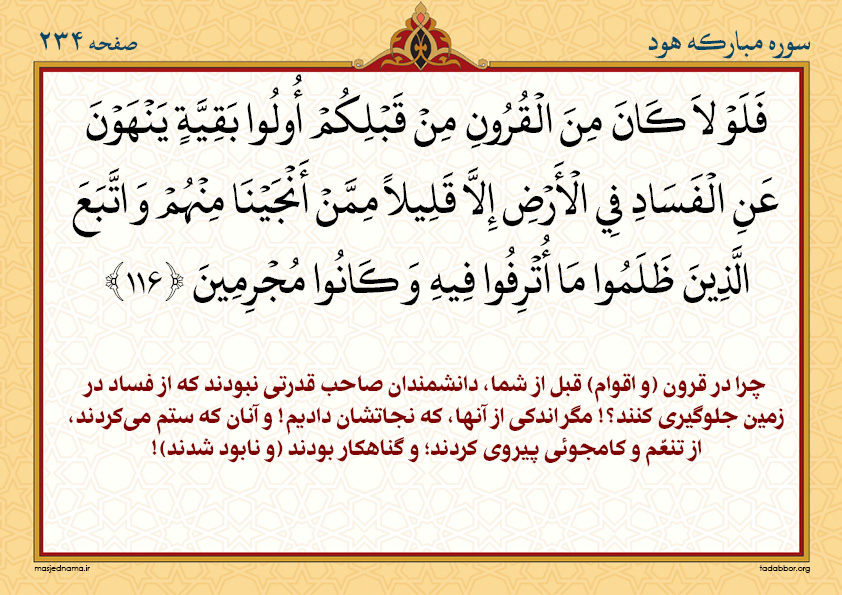 سوره مبارکه هود
صفحه ۲۳۴
فَلَوْلاَ كَانَ مِنَ الْقُرُونِ مِنْ قَبْلِكُمْ أُولُوا بَقِيَّةٍ يَنْهَوْنَ
عَنِ الْفَسَادِ فِي الْأَرْضِ إِلاَّ قَلِيلاً مِمَّنْ أَنْجَيْنَا مِنْهُمْ وَ اتَّبَعَ
الَّذِينَ ظَلَمُوا مَا أُتْرِفُوا فِيهِ وَ كَانُوا مُجْرِمِينَ ﴿۱۱۶﴾
چرا در قرون (و اقوام) قبل از شما، دانشمندان صاحب قدرتی نبودند که از فساد در
زمین جلوگیری کنند؟! مگر اندکی از آنها، که نجاتشان دادیم! و آنان که ستم می‌کردند،
از تنعّم و کامجوئی پیروی کردند؛ و گناهکار بودند (و نابود شدند)!
masjednama.ir
tadabbor.org